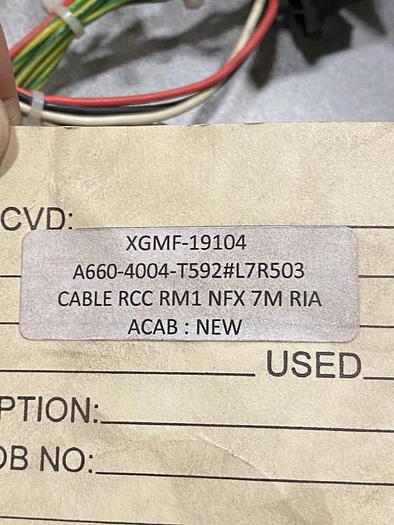 CVD:
XGMF-19104
A660-4004-T592#L7R503
CABLE RCC RM1 NFX 7M RIA
ACAB : NEW
USED
PTION:
OB NO: